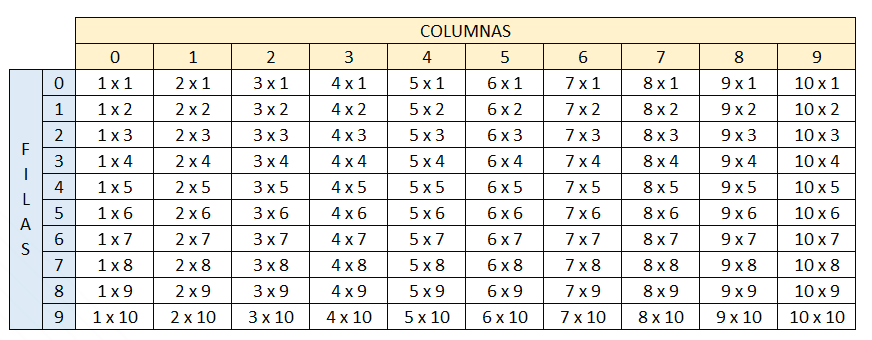 COLUMNAS
0 1 2 3 4 5 6 7 8 9
FILAS
0 1 x 1 2 x 1 3 x 1 4 x 1 5 x 1 6 x 1 7 x 1 8 x 1 9 x 1 10 x 1
1 1 x 2 2 x 2 3 x 2 4 x 2 5 x 2 6 x 2 7 x 2 8 x 2 9 x 2 10 x 2
2 1 x 3 2 x 3 3 x 3 4 x 3 5 x 3 6 x 3 7 x 3 8 x 3 9 x 3 10 x 3
3 1 x 4 2 x 4 3 x 4 4 x 4 5 x 4 6 x 4 7 x 4 8 x 4 9 x 4 10 x 4
4 1 x 5 2 x 5 3 x 5 4 x 5 5 x 5 6 x 5 7 x 5 8 x 5 9 x 5 10 x 5
5 1 x 6 2 x 6 3 x 6 4 x 6 5 x 6 6 x 6 7 x 6 8 x 6 9 x 6 10 x 6
6 1 x 7 2 x 7 3 x 7 4 x 7 5 x 7 6 x 7 7 x 7 8 x 7 9 x 7 10 x 7
7 1 x 8 2 x 8 3 x 8 4 x 8 5 x 8 6 x 8 7 x 8 8 x 8 9 x 8 10 x 8
8 1 x 9 2 x 9 3 x 9 4 x 9 5 x 9 6 x 9 7 x 9 8 x 9 9 x 9 10 x 9
9 1 x 10 2 x 10 3 x 10 4 x 10 5 x 10 6 x 10 7 x 10 8 x 10 9 x 10 10 x 10